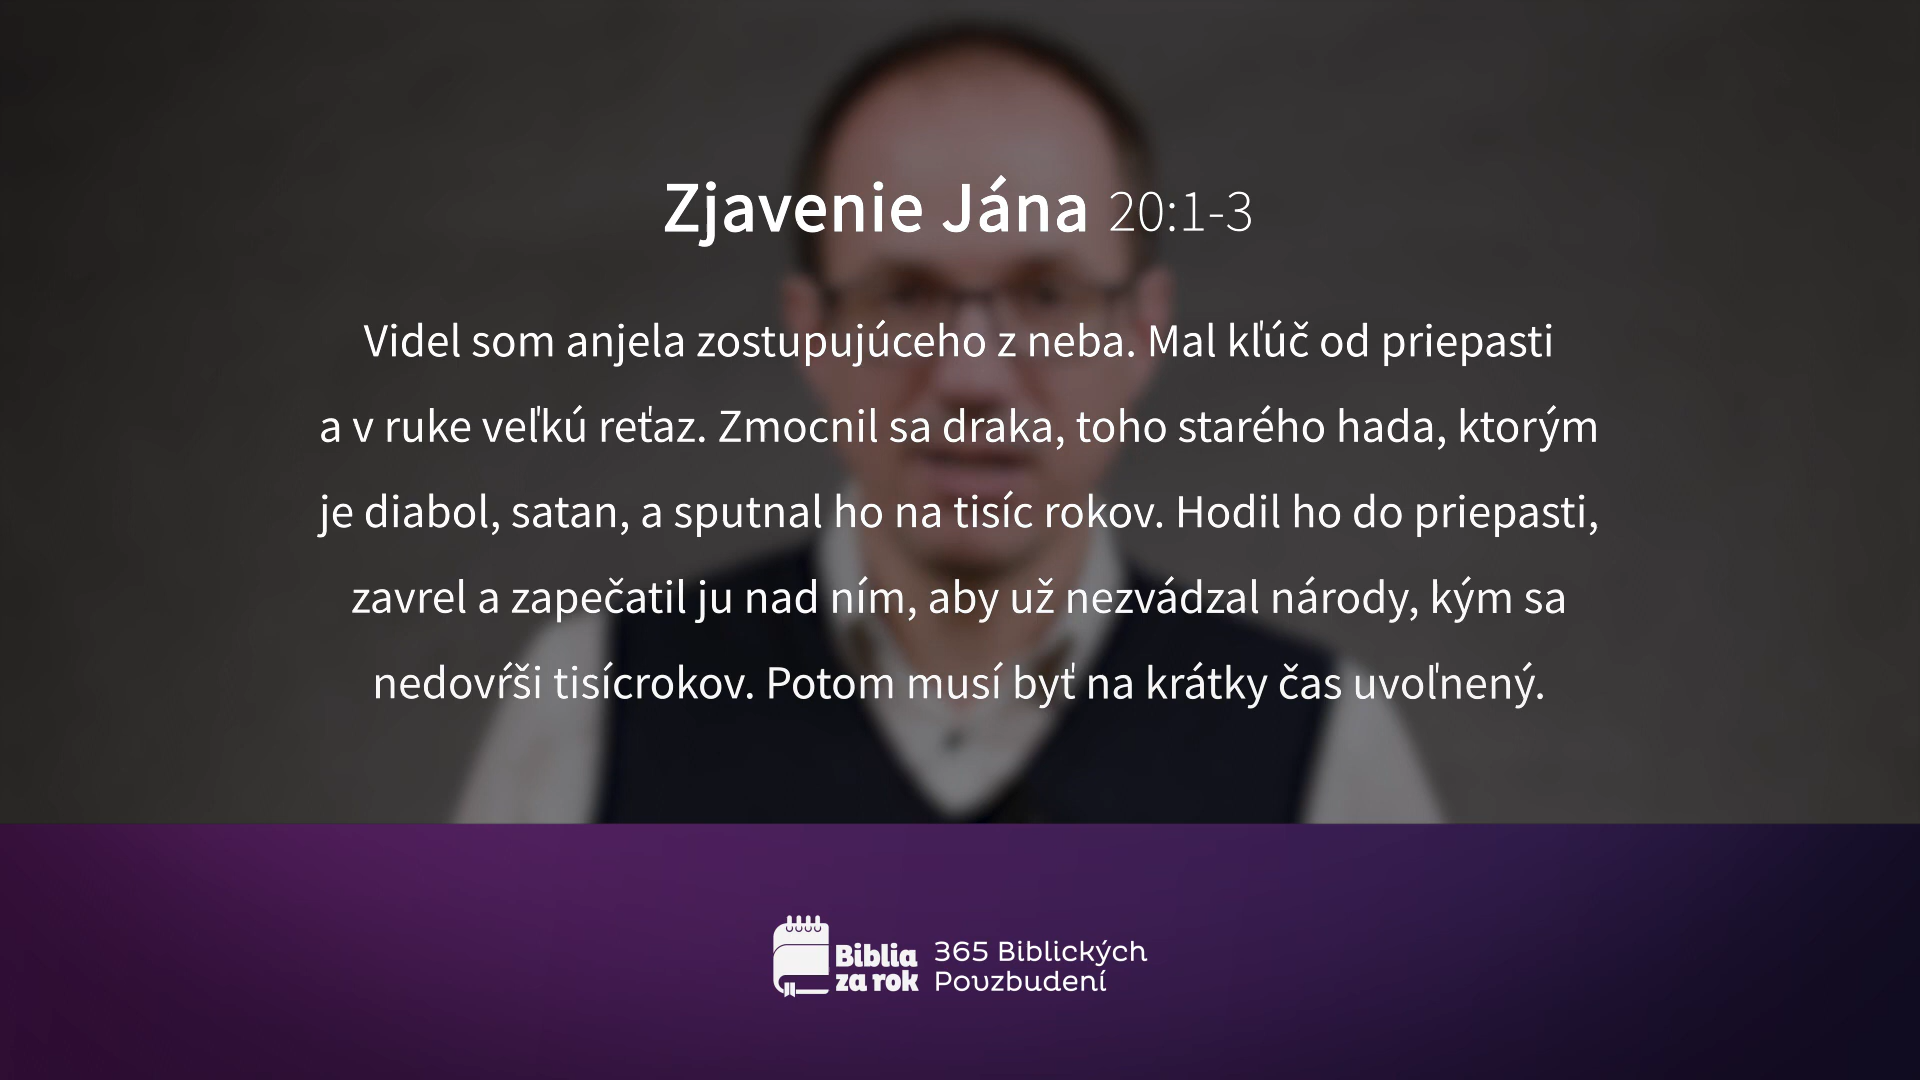 Zjavenie Jána 20:1-3
Videl som anjela zostupujúceho z neba. Mal kľúč od priepasti
a v ruke veľkú reťaz. Zmocnil sa draka, toho starého hada, ktorým
je diabol, satan, a sputnal ho na tisíc rokov. Hodil ho do priepasti,
zavrel a zapečatil ju nad ním, aby už nezvádzal národy, kým sa
nedovŕši tisícrokov. Potom musí byť na krátky čas uvoľnený.
Biblia
za rok
365 Biblických
Povzbudení